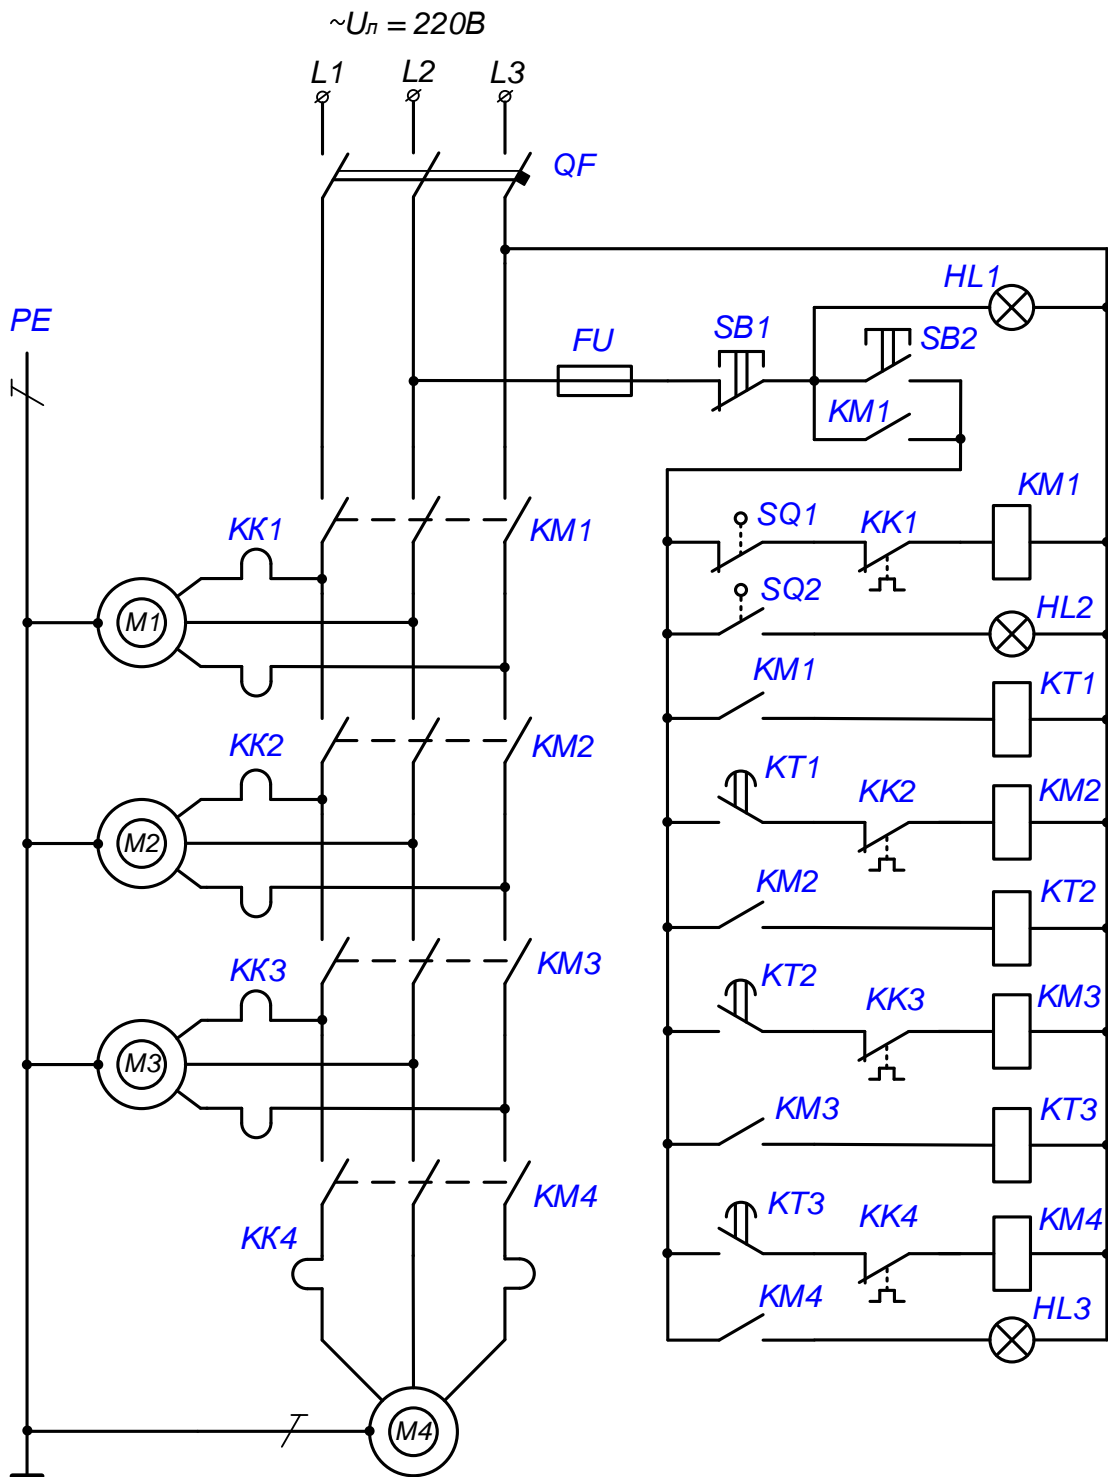 ~Uл = 220В
L1 L2 L3
QF
HL1
PE
SB1 SB2
FU
KM1
KM1
KK1 KM1 SQ1 KK1
SQ2 HL2
M1
KM1 KT1
KK2 KM2 KT1 KK2 KM2
M2
KM2 KT2
KK3 KM3 KT2 KK3 KM3
M3
KM3 KT3
KK4 KM4 KT3 KK4 KM4
KM4 HL3
M4